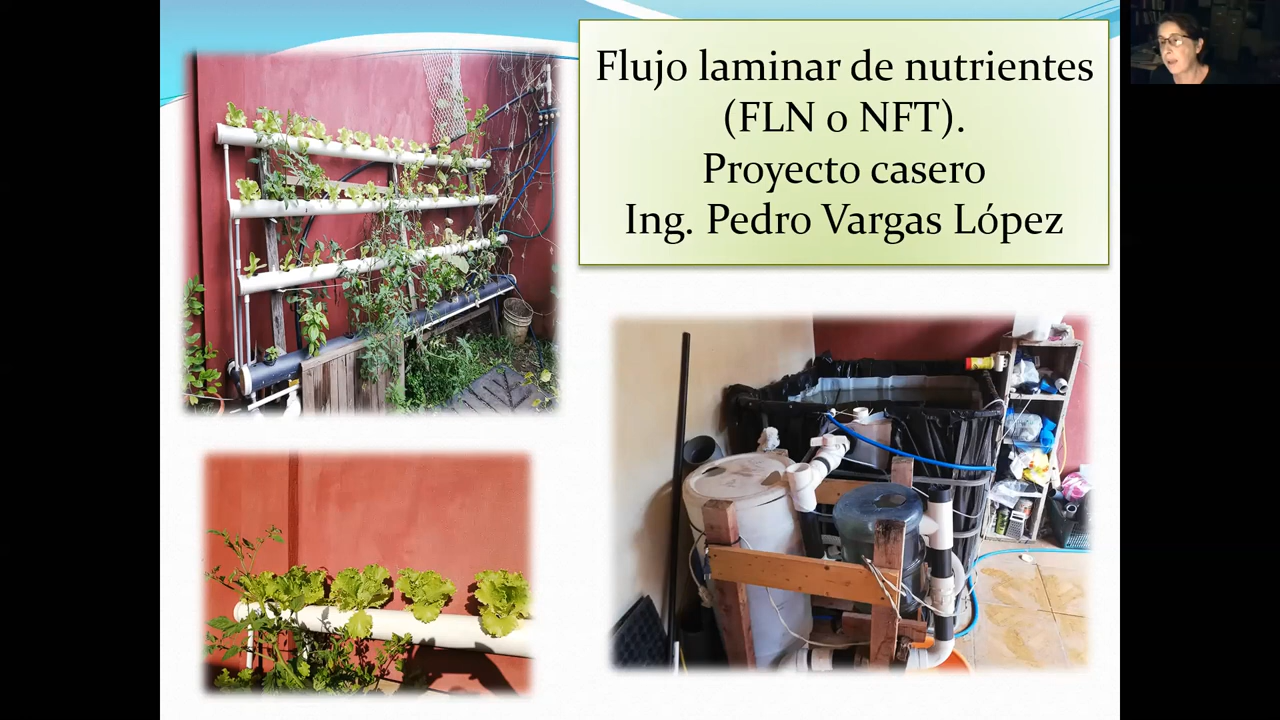 Flujo laminar de nutrientes
(FLN o NFT).
Proyecto casero
Ing. Pedro Vargas López